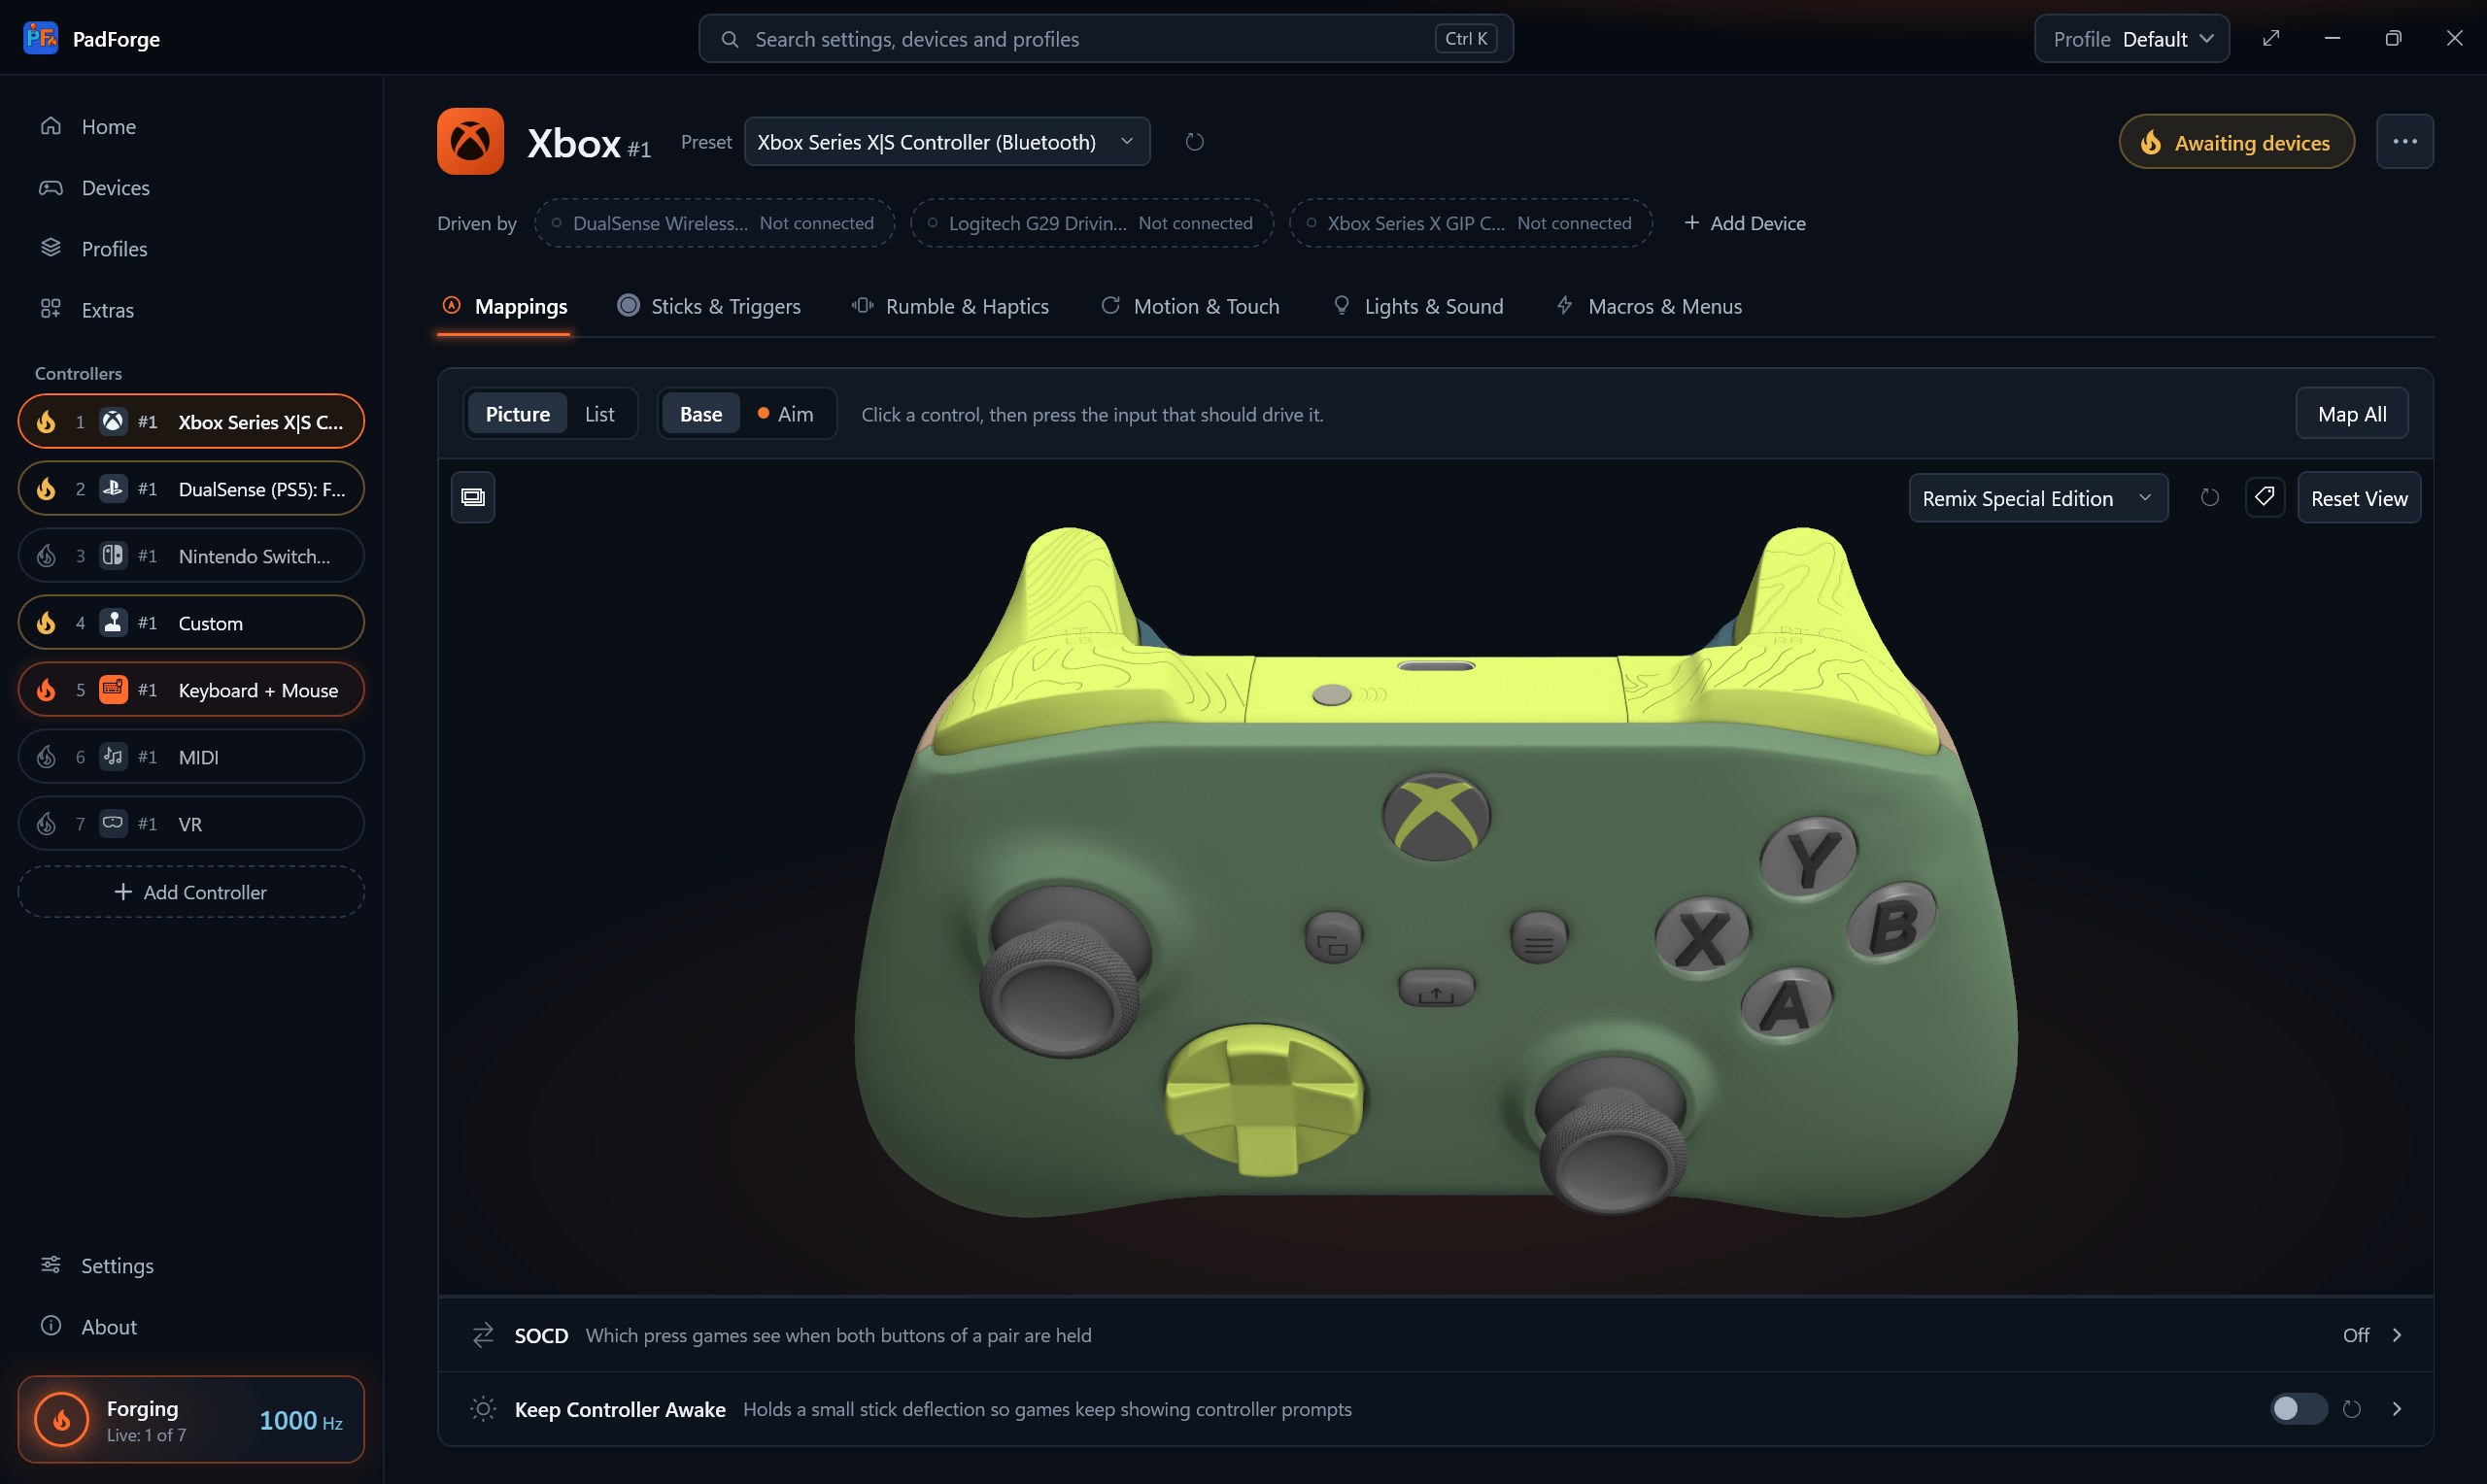 PadForge
Search settings, devices and profiles
Ctrl K
Profile Default
Home
Devices
Profiles
Extras
Controllers
1 #1 Xbox Series X|S C...
2 #1 DualSense (PS5): F...
3 #1 Nintendo Switch...
4 #1 Custom
5 #1 Keyboard + Mouse
6 #1 MIDI
7 #1 VR
Add Controller
Settings
About
Forging
Live: 1 of 7
1000 Hz
Xbox #1
Preset
Xbox Series X|S Controller (Bluetooth)
Awaiting devices
Driven by
DualSense Wireless... Not connected
Logitech G29 Drivin... Not connected
Xbox Series X GIP C... Not connected
Add Device
Mappings
Sticks & Triggers
Rumble & Haptics
Motion & Touch
Lights & Sound
Macros & Menus
Picture
List
Base
Aim
Click a control, then press the input that should drive it.
Map All
Remix Special Edition
Reset View
Y
X
B
A
SOCD Which press games see when both buttons of a pair are held
Off
Keep Controller Awake Holds a small stick deflection so games keep showing controller prompts